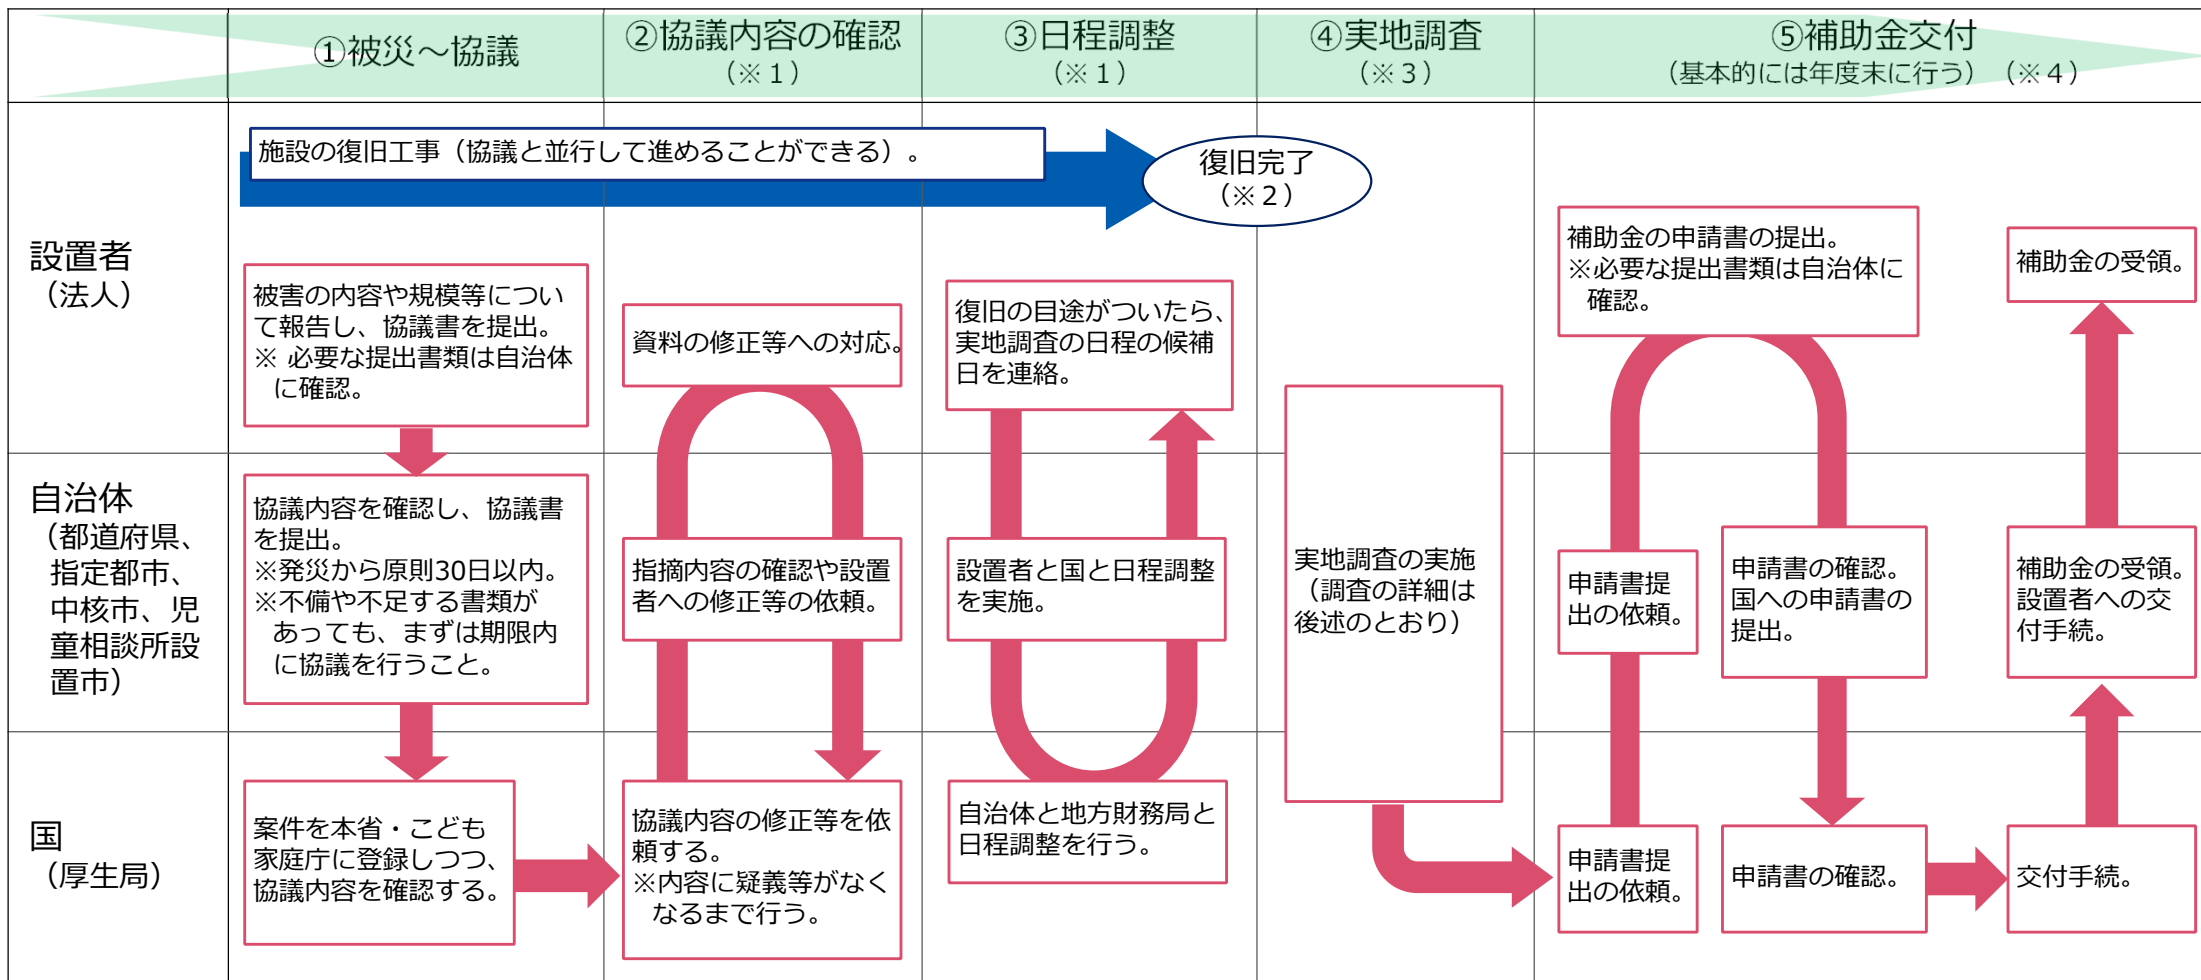 ①被災～協議
②協議内容の確認
（※１）
③日程調整
（※１）
④実地調査
（※３）
⑤補助金交付
（基本的には年度末に行う）（※４）
設置者
（法人）
施設の復旧工事（協議と並行して進めることができる）。
復旧完了
（※２）
被害の内容や規模等につい
て報告し、協議書を提出。
※ 必要な提出書類は自治体
に確認。
資料の修正等への対応。
復旧の目途がついたら、
実地調査の日程の候補
日を連絡。
補助金の申請書の提出。
※必要な提出書類は自治体に
確認。
補助金の受領。
自治体
（都道府県、
指定都市、
中核市、児
童相談所設
置市）
協議内容を確認し、協議書
を提出。
※発災から原則30日以内。
※不備や不足する書類が
あっても、まずは期限内
に協議を行うこと。
指摘内容の確認や設置
者への修正等の依頼。
設置者と国と日程調整
を実施。
実地調査の実施
（調査の詳細は
後述のとおり）
申請書提
出の依頼。
申請書の確認。
国への申請書の
提出。
補助金の受領。
設置者への交
付手続。
国
（厚生局）
案件を本省・こども
家庭庁に登録しつつ、
協議内容を確認する。
協議内容の修正等を依
頼する。
※内容に疑義等がなく
なるまで行う。
自治体と地方財務局と
日程調整を行う。
申請書提
出の依頼。
申請書の確認。
交付手続。